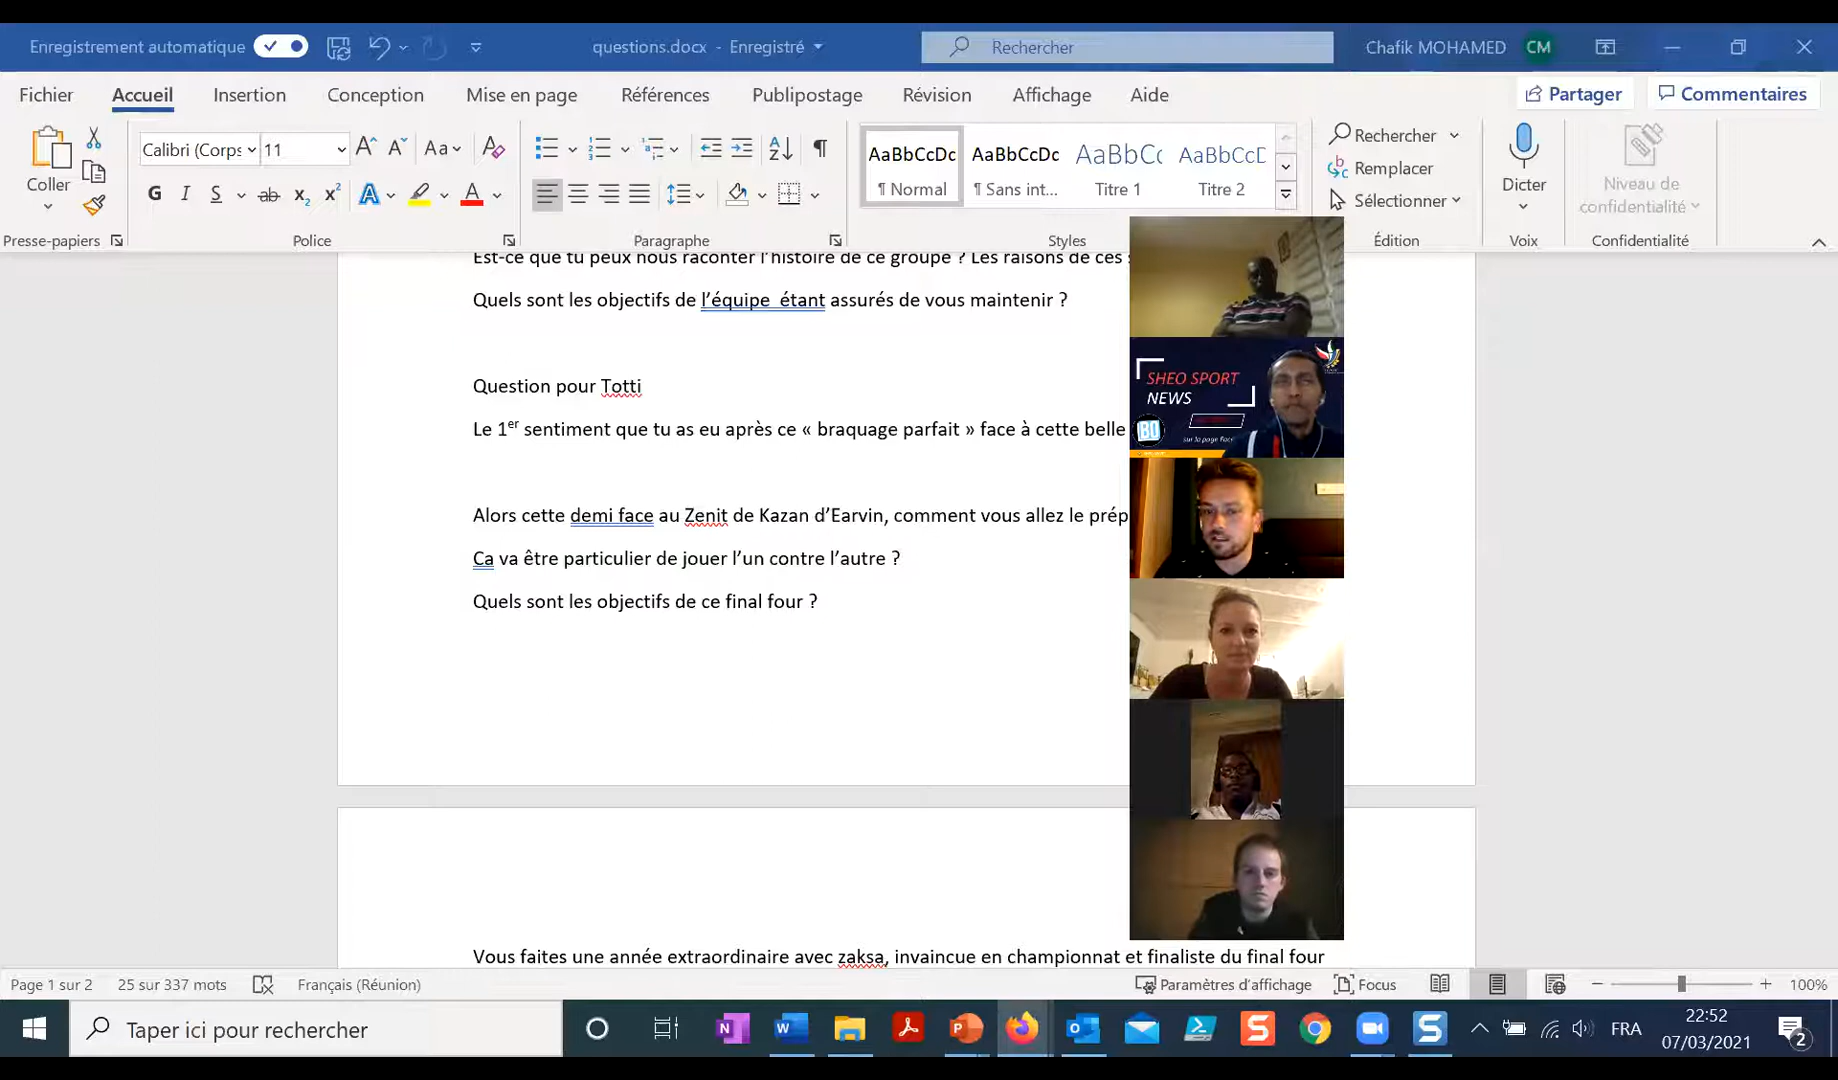 Enregistrement automatique
questions.docx - Enregistré
Rechercher
Chafik MOHAMED
CM
Fichier
Accueil
Insertion
Conception
Mise en page
Références
Publipostage
Révision
Affichage
Aide
Partager
Commentaires
Coller
Calibri (Corps
11
Aa
G I S ab x₂ x² A A
AaBbCcDc
AaBbCcDc
AaBbCc
AaBbCcD
¶ Normal
¶ Sans int...
Titre 1
Titre 2
Rechercher
Remplacer
Sélectionner
Dicter
Niveau de
confidentialité
Presse-papiers
Police
Paragraphe
Styles
Édition
Voix
Confidentialité
Est-ce que tu peux nous raconter l'histoire de ce groupe ? Les raisons de ces
Quels sont les objectifs de l'équipe étant assurés de vous maintenir ?
Question pour Totti
Le 1er sentiment que tu as eu après ce « braquage parfait » face à cette belle
Alors cette demi face au Zenit de Kazan d'Earvin, comment vous allez le prép
Ca va être particulier de jouer l'un contre l'autre ?
Quels sont les objectifs de ce final four ?
SHEO SPORT
NEWS
sur la page
Vous faites une année extraordinaire avec zaksa, invaincue en championnat et finaliste du final four
Page 1 sur 2
25 sur 337 mots
Français (Réunion)
Paramètres d'affichage
Focus
100%
Taper ici pour rechercher
FRA
22:52
07/03/2021
2